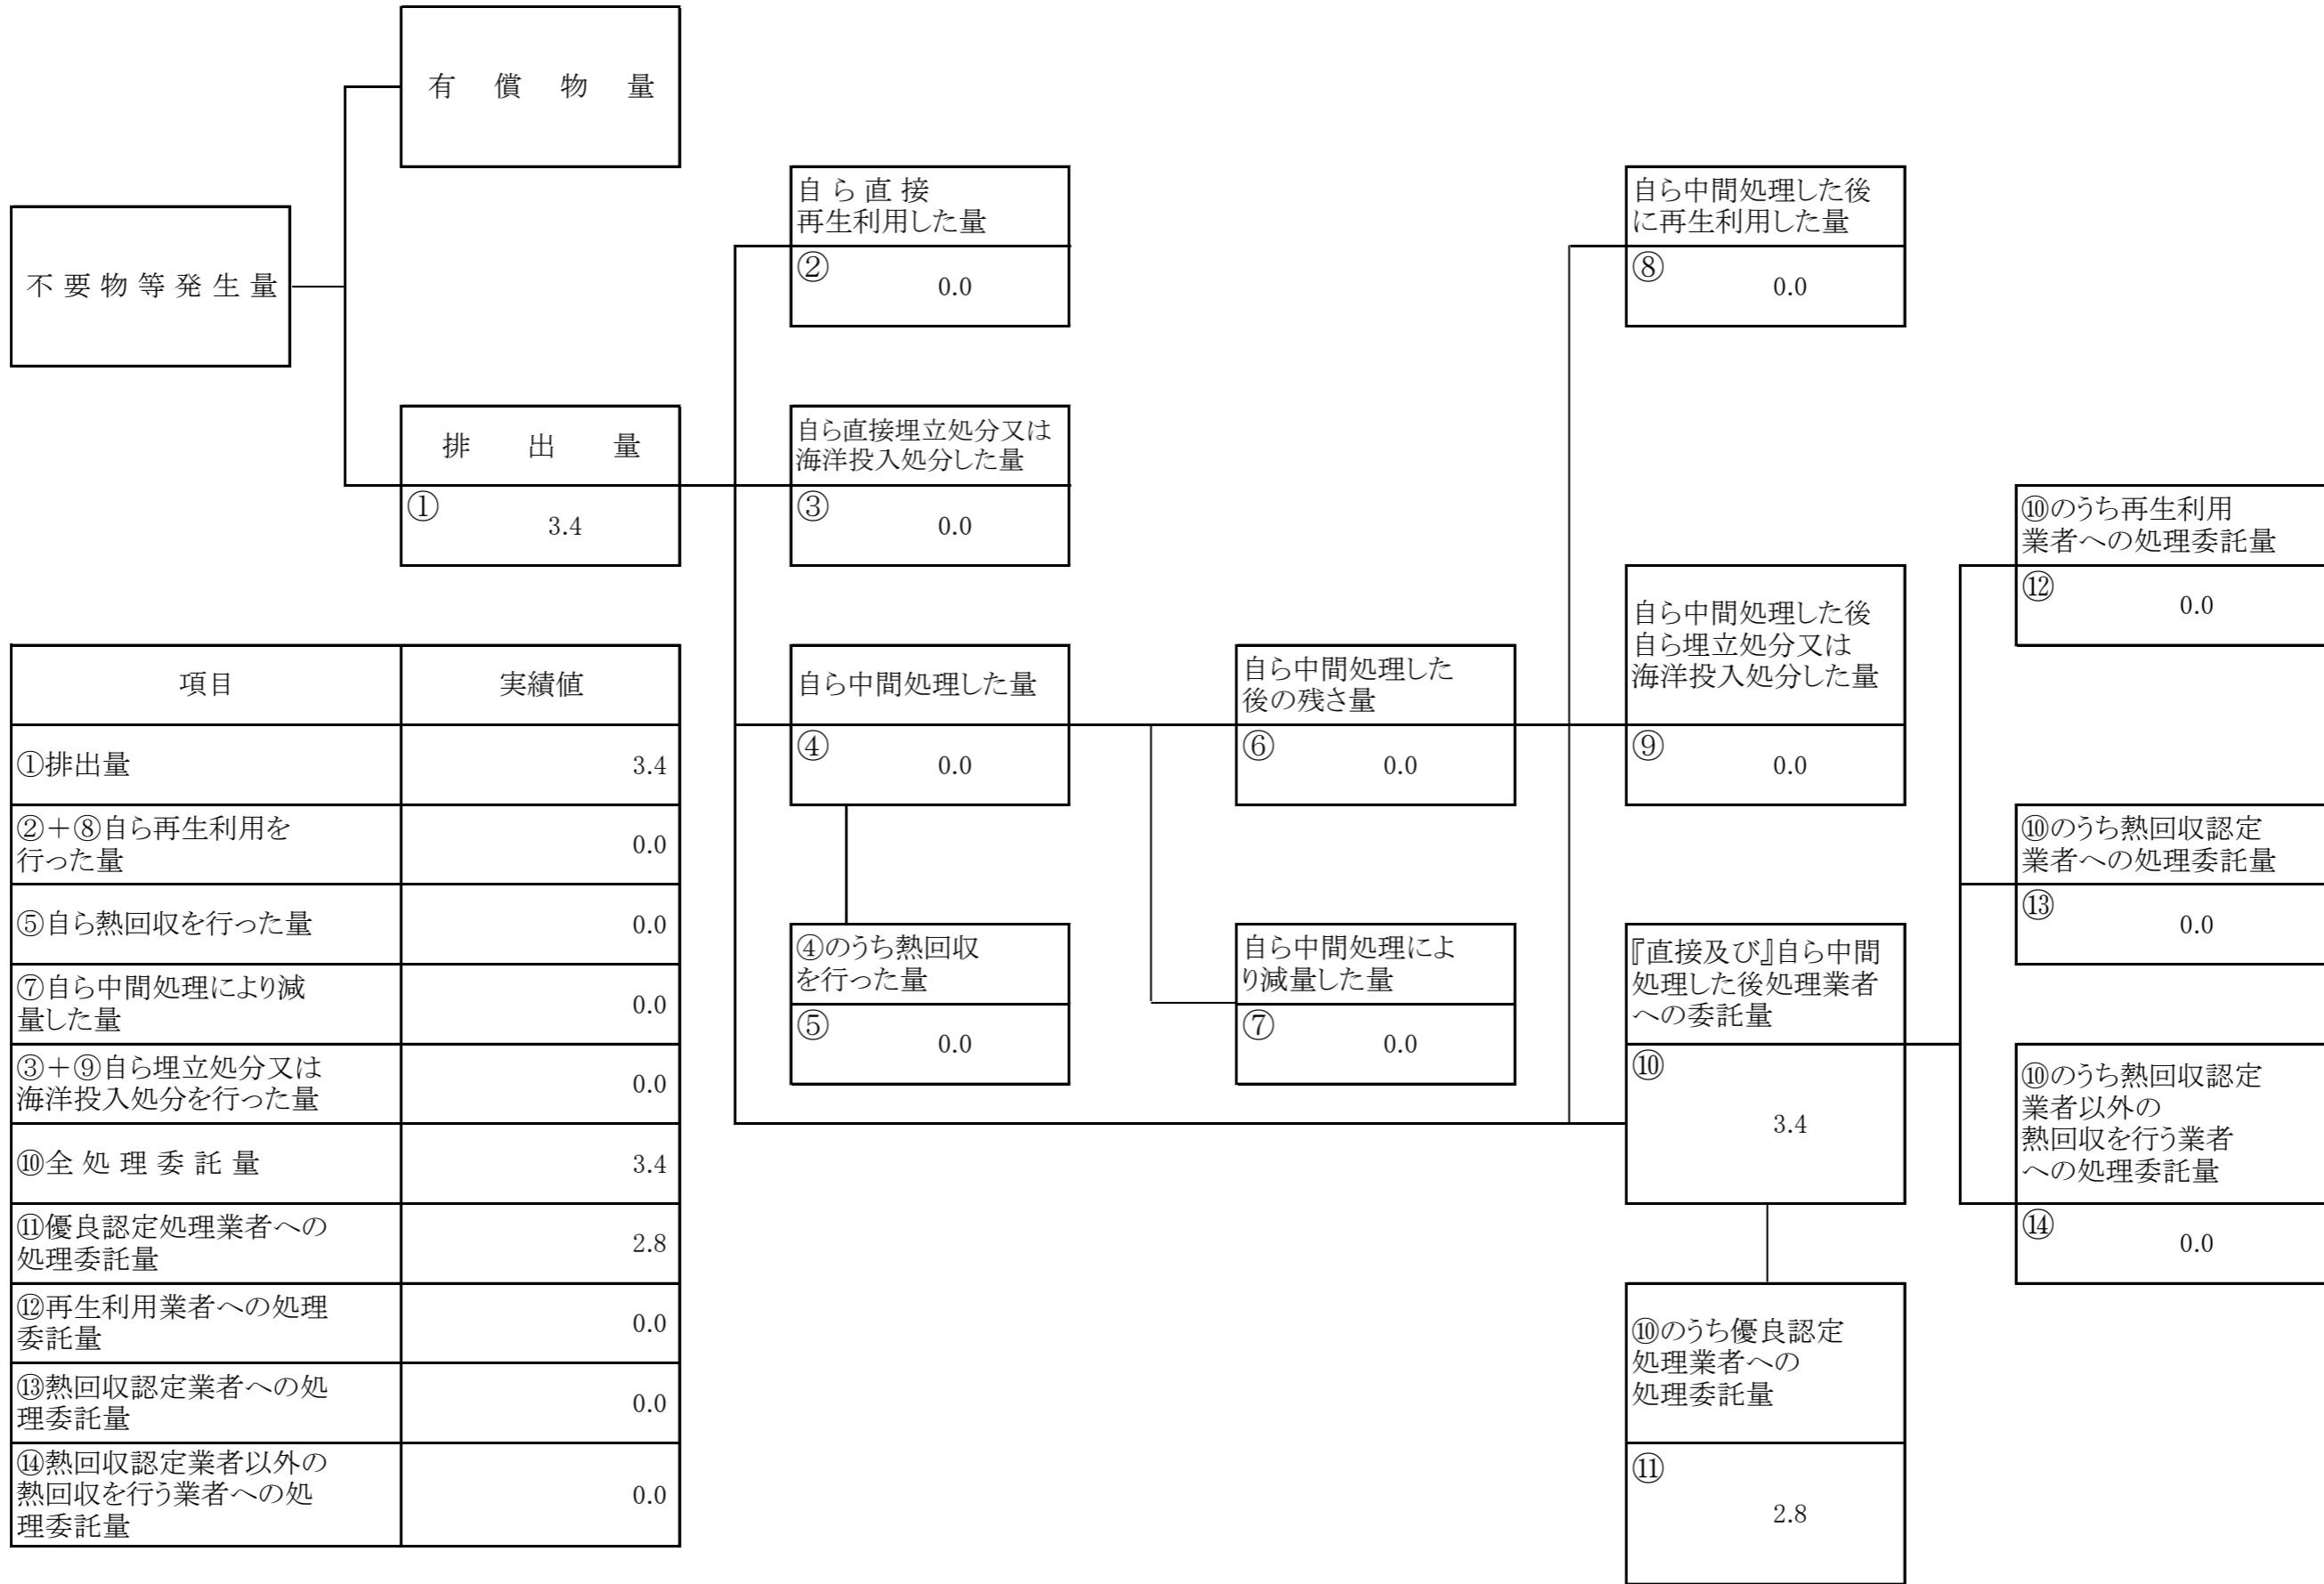 有　償　物　量
不 要 物 等 発 生 量
排　出　量
①
3.4
自 ら 直 接
再生利用した量
②
0.0
自ら直接埋立処分又は
海洋投入処分した量
③
0.0
自ら中間処理した量
④
0.0
④のうち熱回収
を行った量
⑤
0.0
自ら中間処理した
後の残さ量
⑥
0.0
自ら中間処理によ
り減量した量
⑦
0.0
自ら中間処理した後
に再生利用した量
⑧
0.0
自ら中間処理した後
自ら埋立処分又は
海洋投入処分した量
⑨
0.0
『直接及び』自ら中間
処理した後処理業者
への委託量
⑩
3.4
⑩のうち優良認定
処理業者への
処理委託量
⑪
2.8
⑩のうち再生利用
業者への処理委託量
⑫
0.0
⑩のうち熱回収認定
業者への処理委託量
⑬
0.0
⑩のうち熱回収認定
業者以外の
熱回収を行う業者
への処理委託量
⑭
0.0
項目　実績値
①排出量　3.4
②＋⑧自ら再生利用を
行った量　0.0
⑤自ら熱回収を行った量　0.0
⑦自ら中間処理により減
量した量　0.0
③＋⑨自ら埋立処分又は
海洋投入処分を行った量　0.0
⑩全 処 理 委 託 量　3.4
⑪優良認定処理業者への
処理委託量　2.8
⑫再生利用業者への処理
委託量　0.0
⑬熱回収認定業者への処
理委託量　0.0
⑭熱回収認定業者以外の
熱回収を行う業者への処
理委託量　0.0